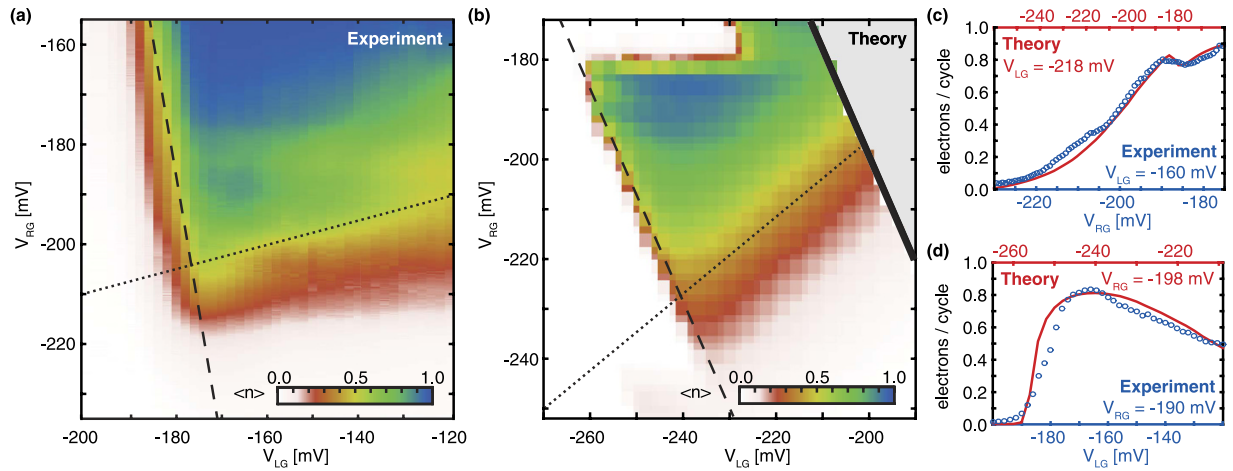 (a)
Experiment
-160
-180
-200
-220
V_RG [mV]
<n>
0.0 0.5 1.0
-200 -180 -160 -140 -120
V_LG [mV]
(b)
Theory
-180
-200
-220
-240
V_RG [mV]
<n>
0.0 0.5 1.0
-260 -240 -220 -200
V_LG [mV]
(c)
-240 -220 -200 -180
Theory
V_LG = -218 mV
1.0
0.8
0.6
0.4
0.2
0.0
electrons / cycle
Experiment
V_LG = -160 mV
-220 -200 -180
V_RG [mV]
(d)
-260 -240 -220
Theory
V_RG = -198 mV
1.0
0.8
0.6
0.4
0.2
0.0
electrons / cycle
Experiment
V_RG = -190 mV
-180 -160 -140
V_LG [mV]